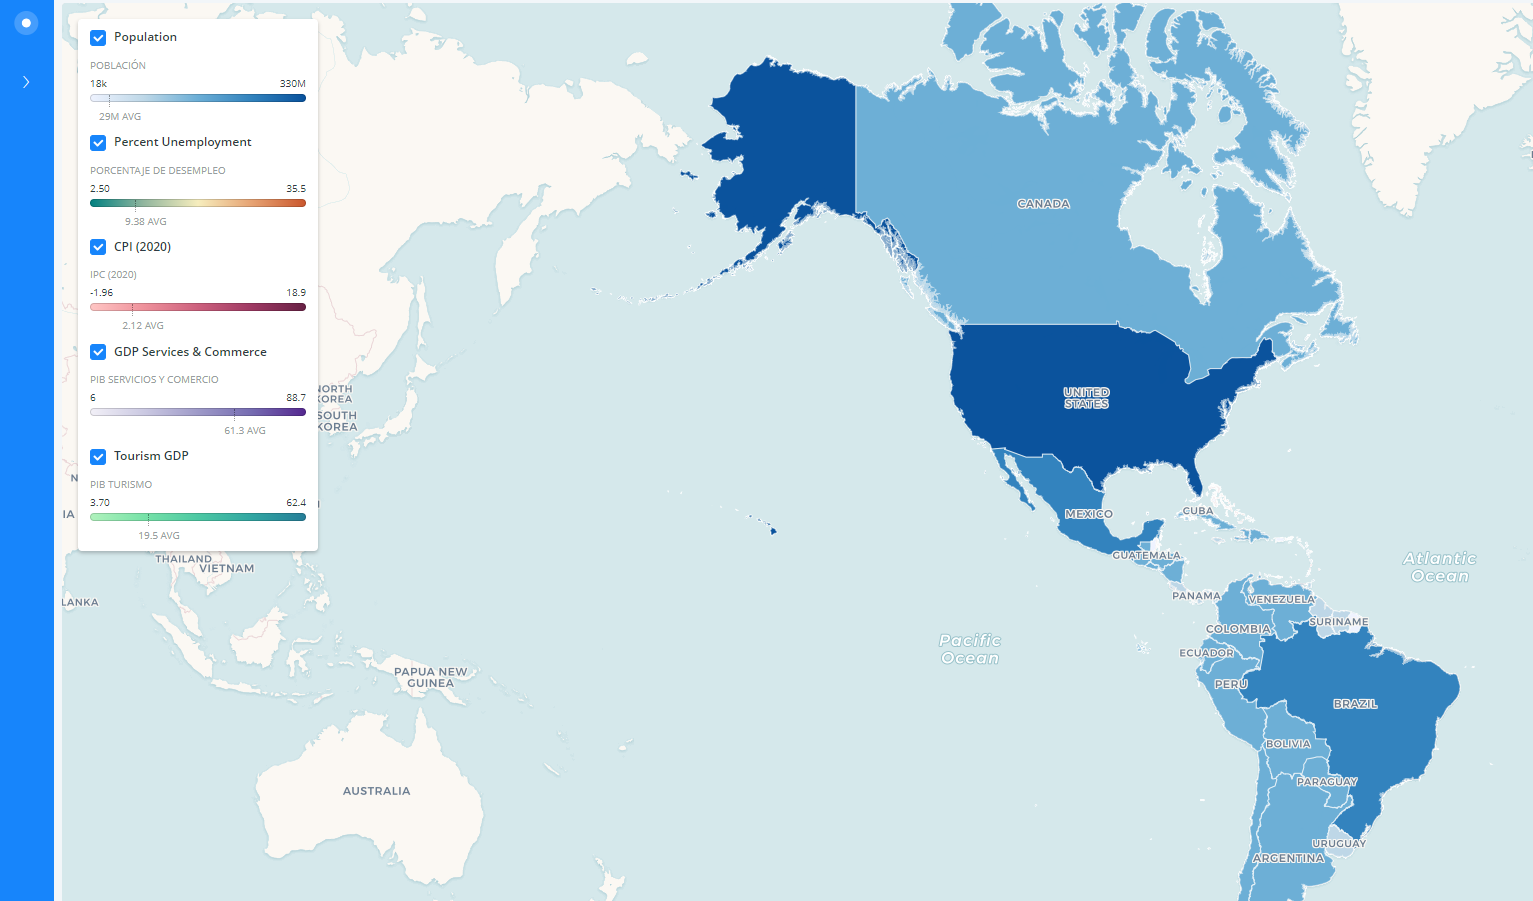 Population
POBLACIÓN
18k 330M
29M AVG
Percent Unemployment
PORCENTAJE DE DESEMPLEO
2.50 35.5
9.38 AVG
CPI (2020)
IPC (2020)
-1.96 18.9
2.12 AVG
GDP Services & Commerce
PIB SERVICIOS Y COMERCIO
6 88.7
61.3 AVG
Tourism GDP
PIB TURISMO
3.70 62.4
19.5 AVG
CANADA
UNITED
STATES
MEXICO
CUBA
GUATEMALA
PANAMA
VENEZUELA
COLOMBIA
SURINAME
ECUADOR
PERU
BRAZIL
BOLIVIA
PARAGUAY
URUGUAY
ARGENTINA
Atlantic
Ocean
Pacific
Ocean
NORTH
KOREA
SOUTH
KOREA
THAILAND
VIETNAM
LANKA
PAPUA NEW
GUINEA
AUSTRALIA